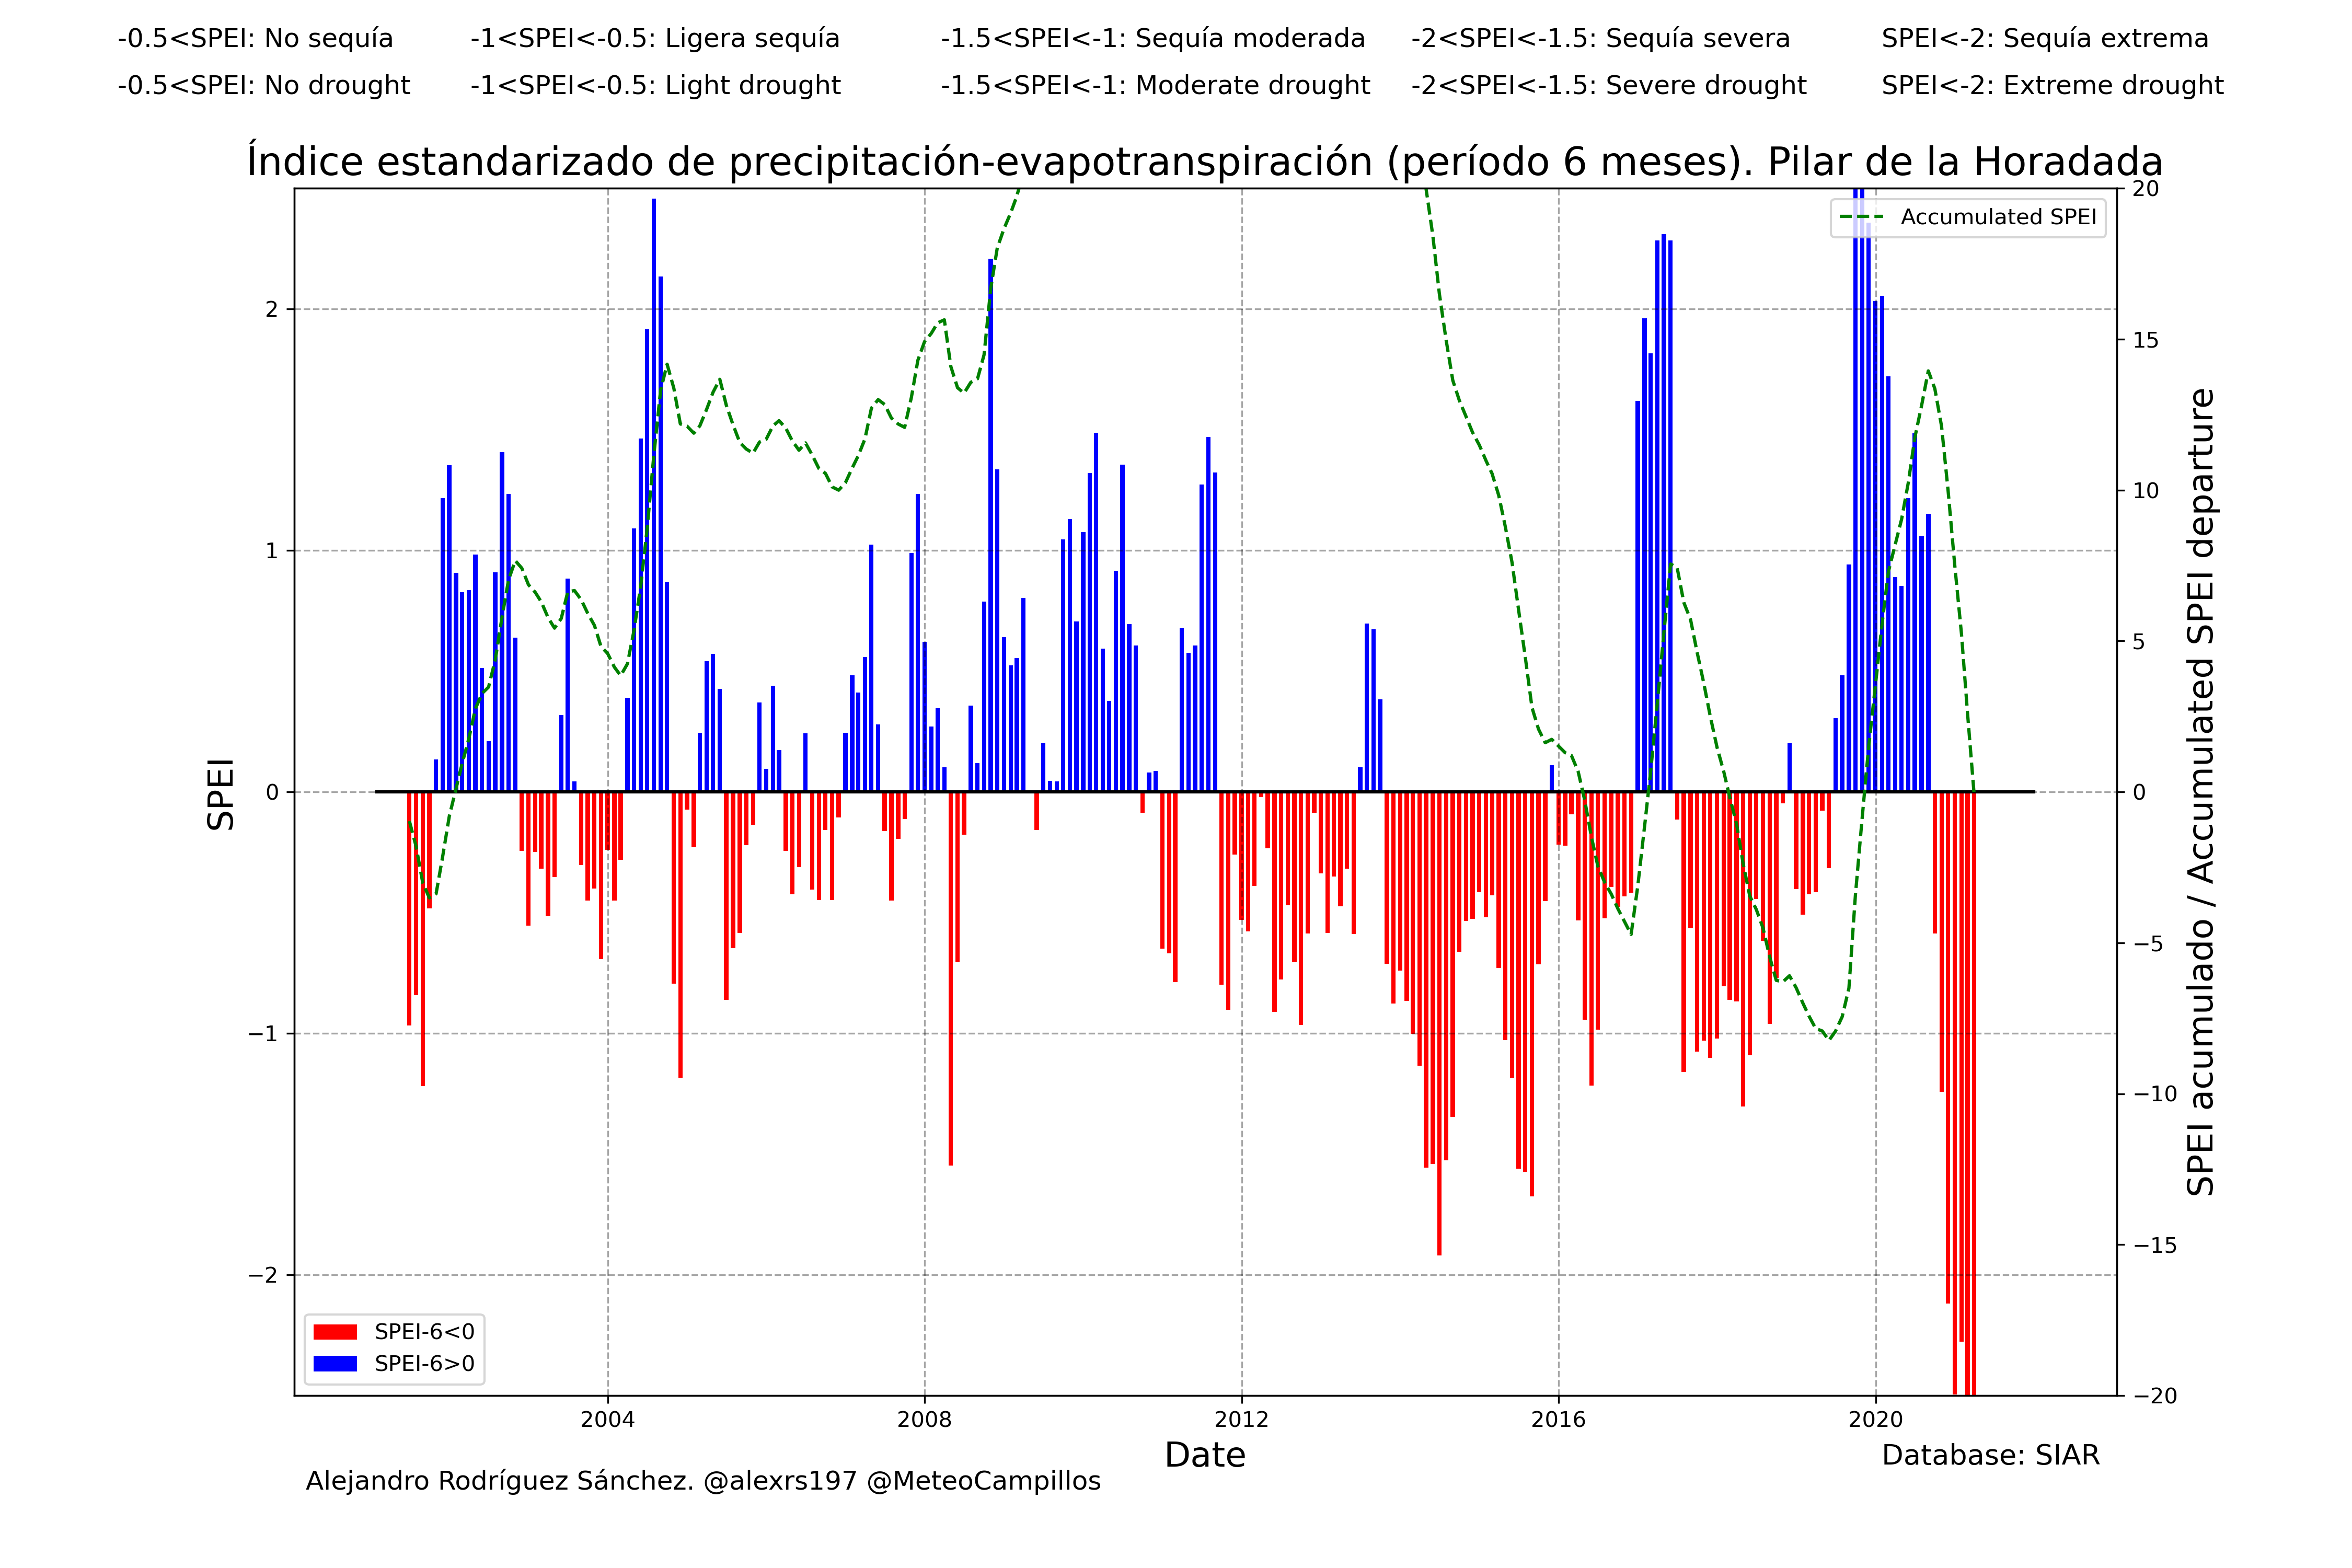 -0.5<SPEI: No sequía -1<SPEI<-0.5: Ligera sequía -1.5<SPEI<-1: Sequía moderada -2<SPEI<-1.5: Sequía severa SPEI<-2: Sequía extrema
-0.5<SPEI: No drought -1<SPEI<-0.5: Light drought -1.5<SPEI<-1: Moderate drought -2<SPEI<-1.5: Severe drought SPEI<-2: Extreme drought
Índice estandarizado de precipitación-evapotranspiración (período 6 meses). Pilar de la Horadada
Accumulated SPEI
SPEI
2
1
0
−1
−2
20
15
10
5
0
−5
−10
−15
−20
SPEI acumulado / Accumulated SPEI departure
SPEI-6<0
SPEI-6>0
2004 2008 2012 2016 2020
Date
Database: SIAR
Alejandro Rodríguez Sánchez. @alexrs197 @MeteoCampillos